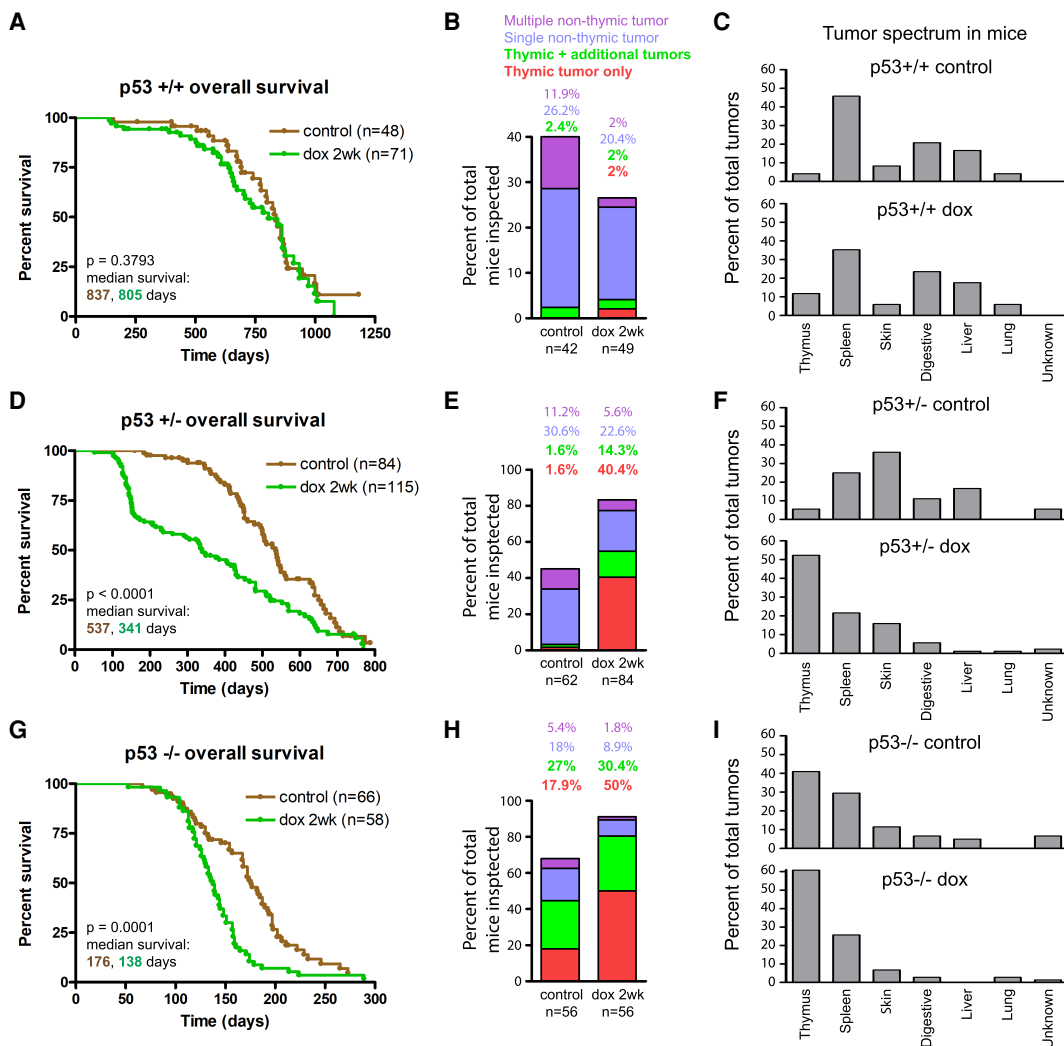 A
p53 +/+ overall survival
Percent survival
100
75
50
25
0
control (n=48)
dox 2wk (n=71)
p = 0.3793
median survival:
837, 805 days
0 250 500 750 1000 1250
Time (days)
B
Multiple non-thymic tumor
Single non-thymic tumor
Thymic + additional tumors
Thymic tumor only
11.9%
26.2%
2.4%
2%
20.4%
2%
2%
Percent of total
mice inspected
40
30
20
10
0
control
n=42
dox 2wk
n=49
C
Tumor spectrum in mice
p53+/+ control
60
50
40
30
20
10
0
p53+/+ dox
60
50
40
30
20
10
0
Percent of total tumors
Thymus
Spleen
Skin
Digestive
Liver
Lung
Unknown
D
p53 +/- overall survival
Percent survival
100
75
50
25
0
control (n=84)
dox 2wk (n=115)
p < 0.0001
median survival:
537, 341 days
0 100 200 300 400 500 600 700 800
Time (days)
E
11.2%
30.6%
1.6%
1.6%
5.6%
22.6%
14.3%
40.4%
Percent of total
mice inspected
100
80
60
40
20
0
control
n=62
dox 2wk
n=84
F
p53+/- control
60
50
40
30
20
10
0
p53+/- dox
60
50
40
30
20
10
0
Percent of total tumors
Thymus
Spleen
Skin
Digestive
Liver
Lung
Unknown
G
p53 -/- overall survival
Percent survival
100
75
50
25
0
control (n=66)
dox 2wk (n=58)
p = 0.0001
median survival:
176, 138 days
0 50 100 150 200 250 300
Time (days)
H
5.4%
18%
27%
17.9%
1.8%
8.9%
30.4%
50%
Percent of total
mice insptected
100
80
60
40
20
0
control
n=56
dox 2wk
n=56
I
p53-/- control
60
50
40
30
20
10
0
p53-/- dox
60
50
40
30
20
10
0
Percent of total tumors
Thymus
Spleen
Skin
Digestive
Liver
Lung
Unknown